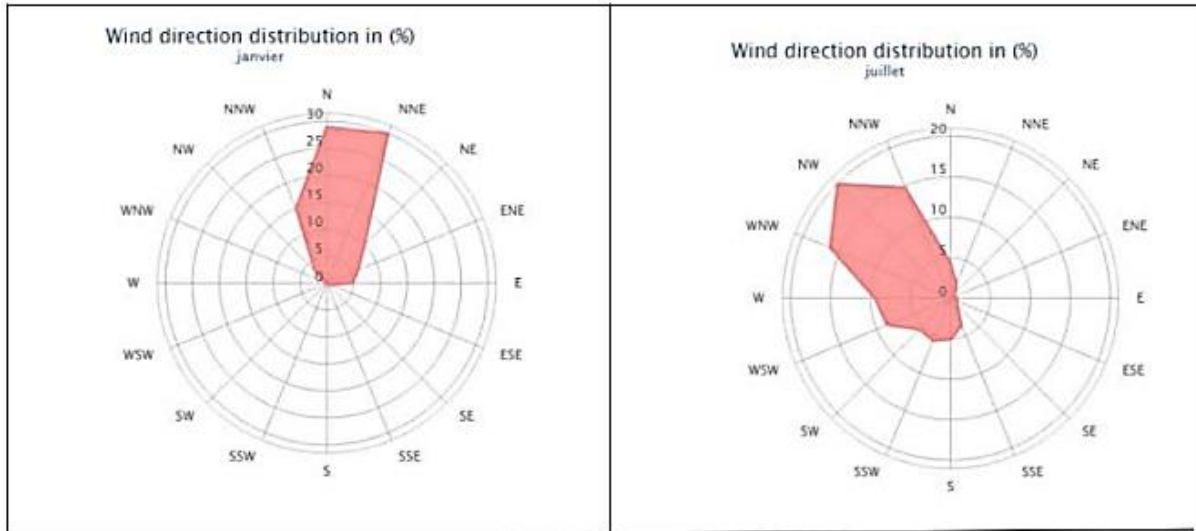 Wind direction distribution in (%)
janvier
N
NNW
NNE
NW
NE
WNW
ENE
W
E
WSW
ESE
SW
SE
SSW
SSE
S
30
25
20
15
10
5
0
Wind direction distribution in (%)
juillet
N
NNW
NNE
NW
NE
WNW
ENE
W
E
WSW
ESE
SW
SE
SSW
SSE
S
20
15
10
5
0